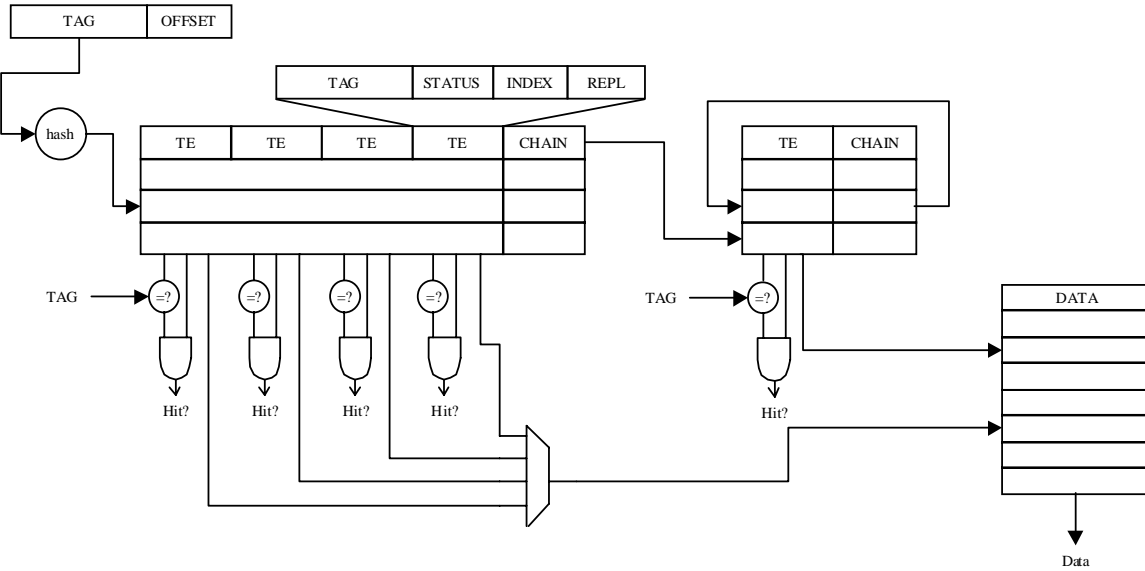 TAG OFFSET
TAG STATUS INDEX REPL
hash
TE TE TE TE CHAIN
TE CHAIN
TAG =? =? =? =?
TAG =?
DATA
Hit? Hit? Hit? Hit?
Hit?
Data